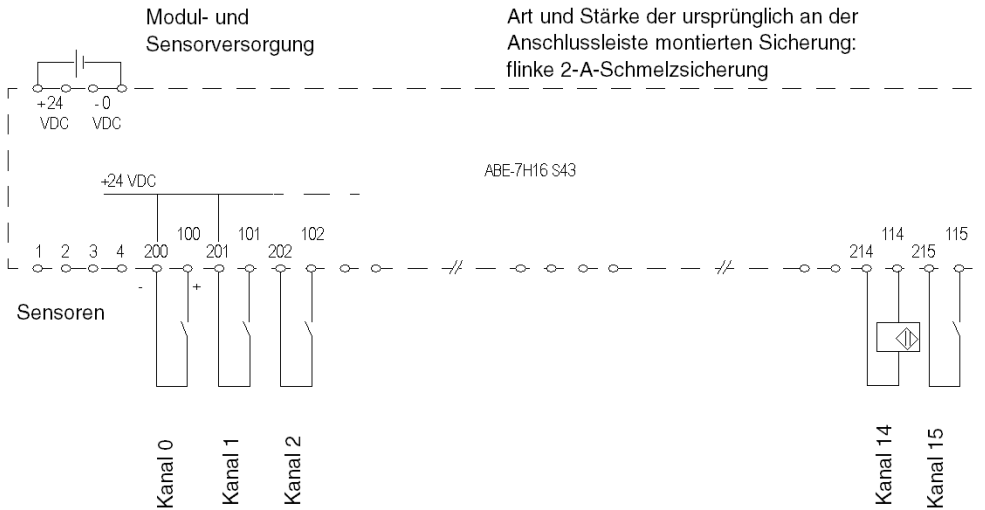 Modul- und
Sensorversorgung
Art und Stärke der ursprünglich an der
Anschlussleiste montierten Sicherung:
flinke 2-A-Schmelzsicherung
+24
VDC
- 0
VDC
ABE-7H16 S43
+24 VDC
1 2 3 4 200 100 201 101 202 102 214 114 215 115
- +
Sensoren
Kanal 0
Kanal 1
Kanal 2
Kanal 14
Kanal 15